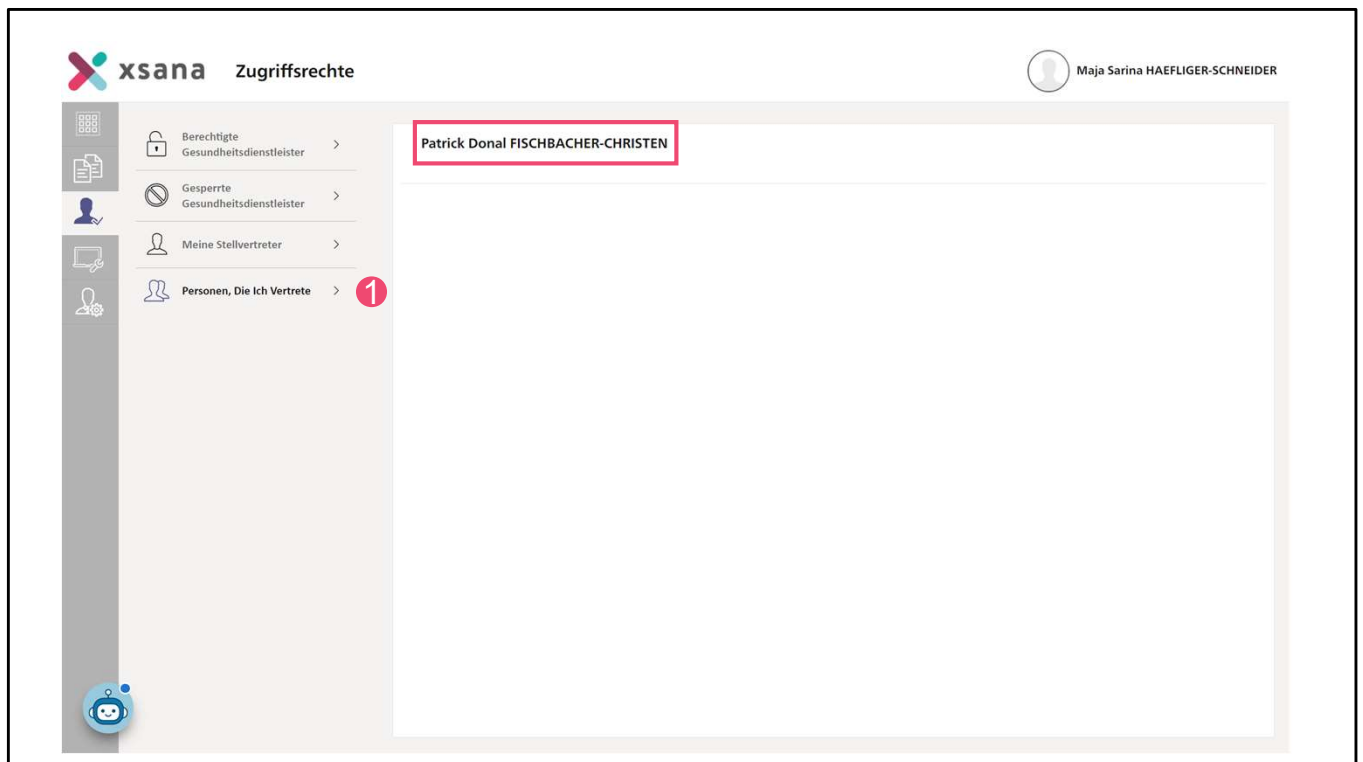 xsana Zugriffsrechte
Maja Sarina HAEFLIGER-SCHNEIDER
Berechtigte
Gesundheitsdienstleister
Gesperrte
Gesundheitsdienstleister
Meine Stellvertreter
Personen, Die Ich Vertrete
1
Patrick Donal FISCHBACHER-CHRISTEN